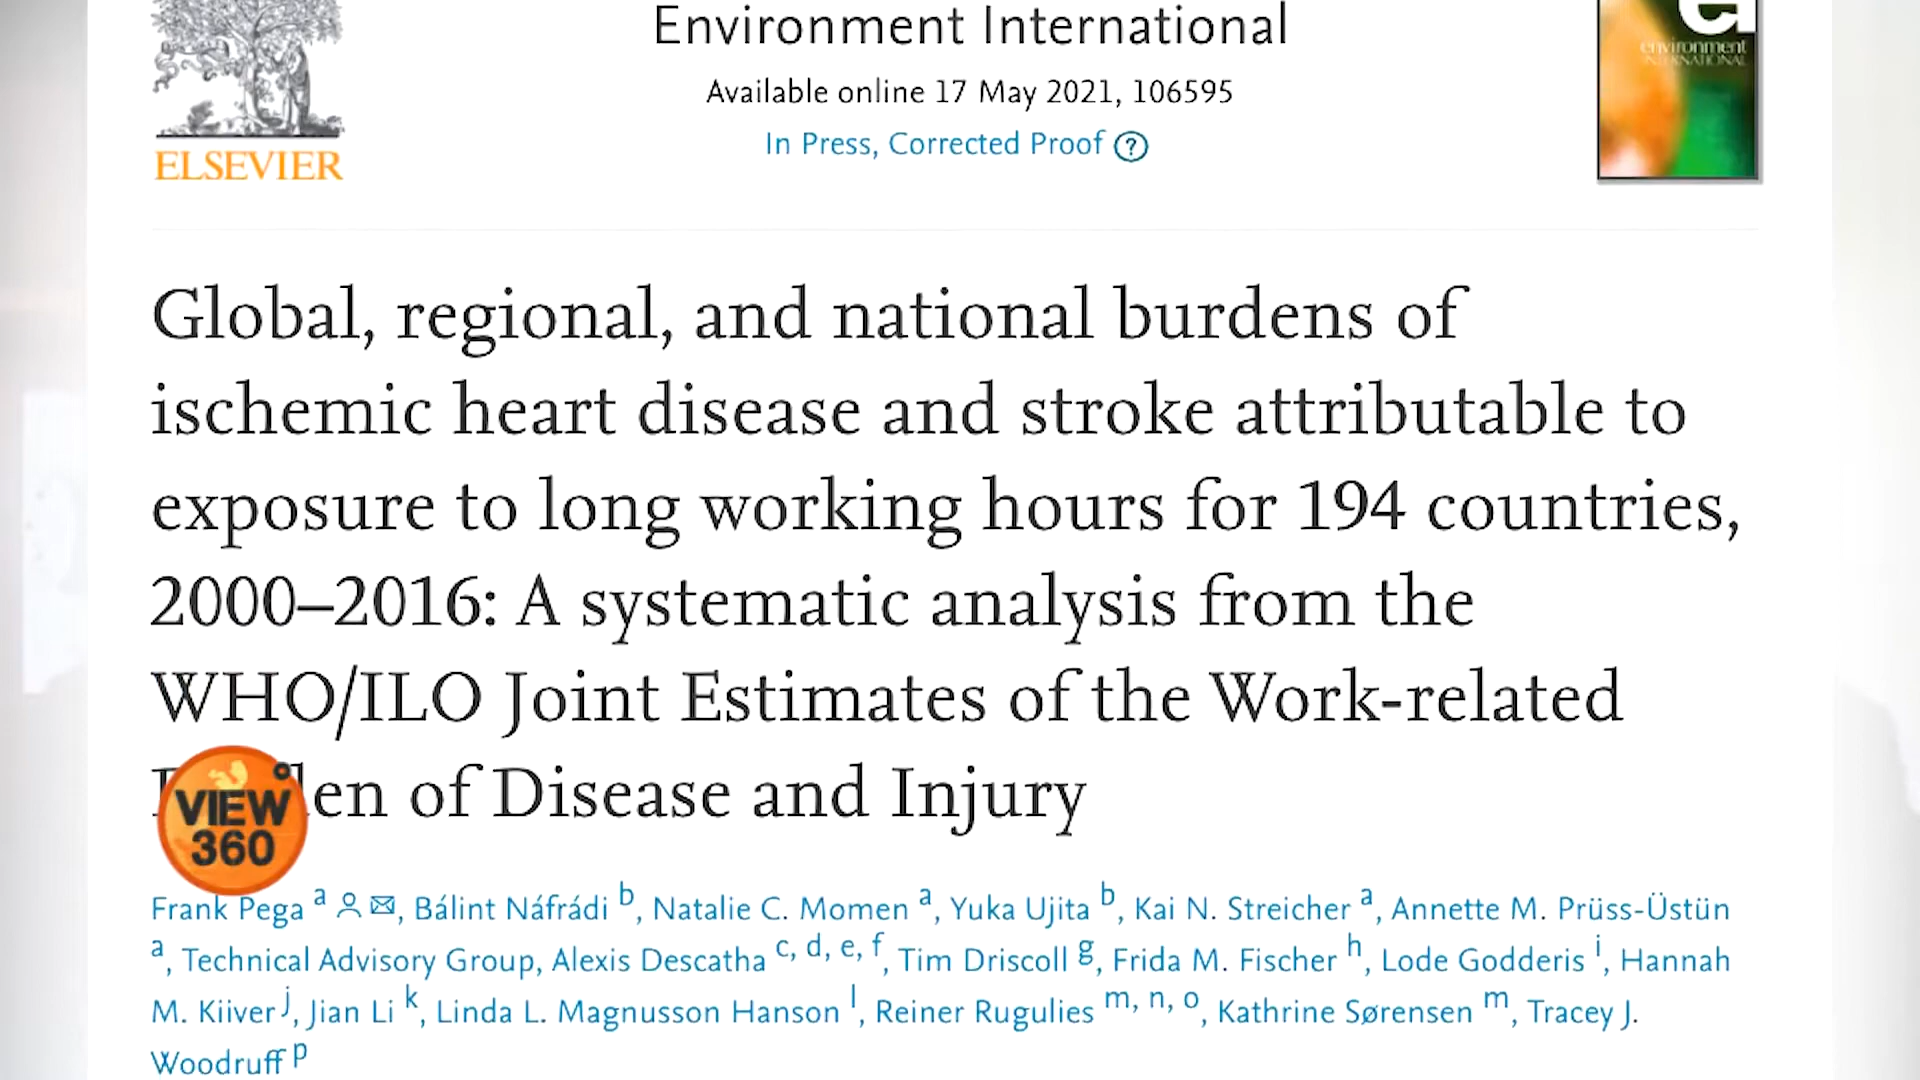 Environment International
Available online 17 May 2021, 106595
In Press, Corrected Proof ?
ELSEVIER
environment
INTERNATIONAL
Global, regional, and national burdens of
ischemic heart disease and stroke attributable to
exposure to long working hours for 194 countries,
2000–2016: A systematic analysis from the
WHO/ILO Joint Estimates of the Work-related
of Disease and Injury
VIEW
360
Frank Pega a, Bálint Náfrádi b, Natalie C. Momen a, Yuka Ujita b, Kai N. Streicher a, Annette M. Prüss-Üstün
a, Technical Advisory Group, Alexis Descatha c, d, e, f, Tim Driscoll g, Frida M. Fischer h, Lode Godderis i, Hannah
M. Kiiver j, Jian Li k, Linda L. Magnusson Hanson l, Reiner Rugulies m, n, o, Kathrine Sørensen m, Tracey J.
Woodruff p